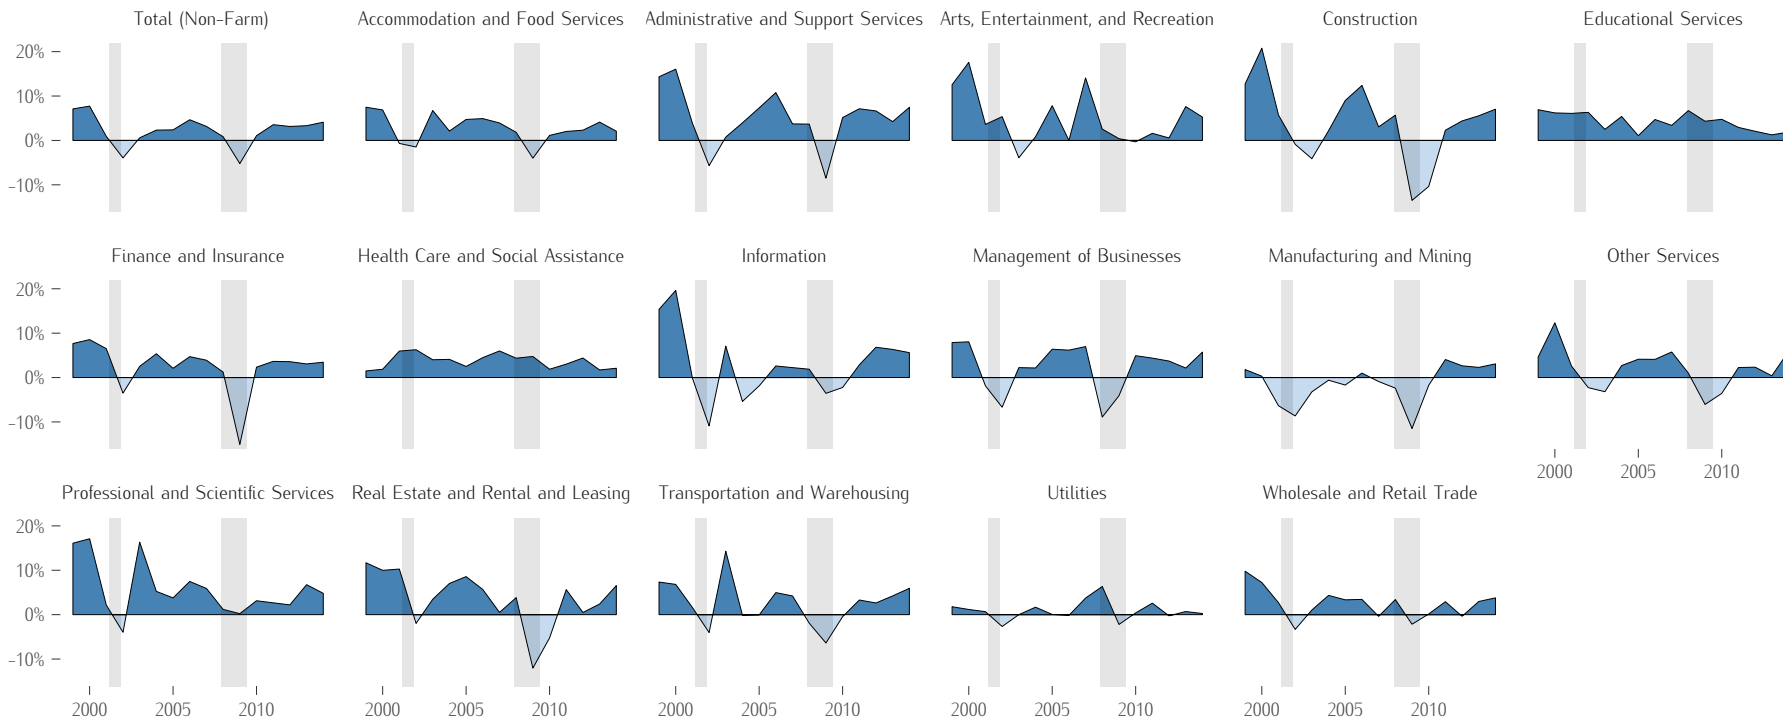 Total (Non-Farm)
Accommodation and Food Services
Administrative and Support Services
Arts, Entertainment, and Recreation
Construction
Educational Services
20%
10%
0%
-10%
Finance and Insurance
Health Care and Social Assistance
Information
Management of Businesses
Manufacturing and Mining
Other Services
20%
10%
0%
-10%
2000 2005 2010
Professional and Scientific Services
Real Estate and Rental and Leasing
Transportation and Warehousing
Utilities
Wholesale and Retail Trade
20%
10%
0%
-10%
2000 2005 2010
2000 2005 2010
2000 2005 2010
2000 2005 2010
2000 2005 2010